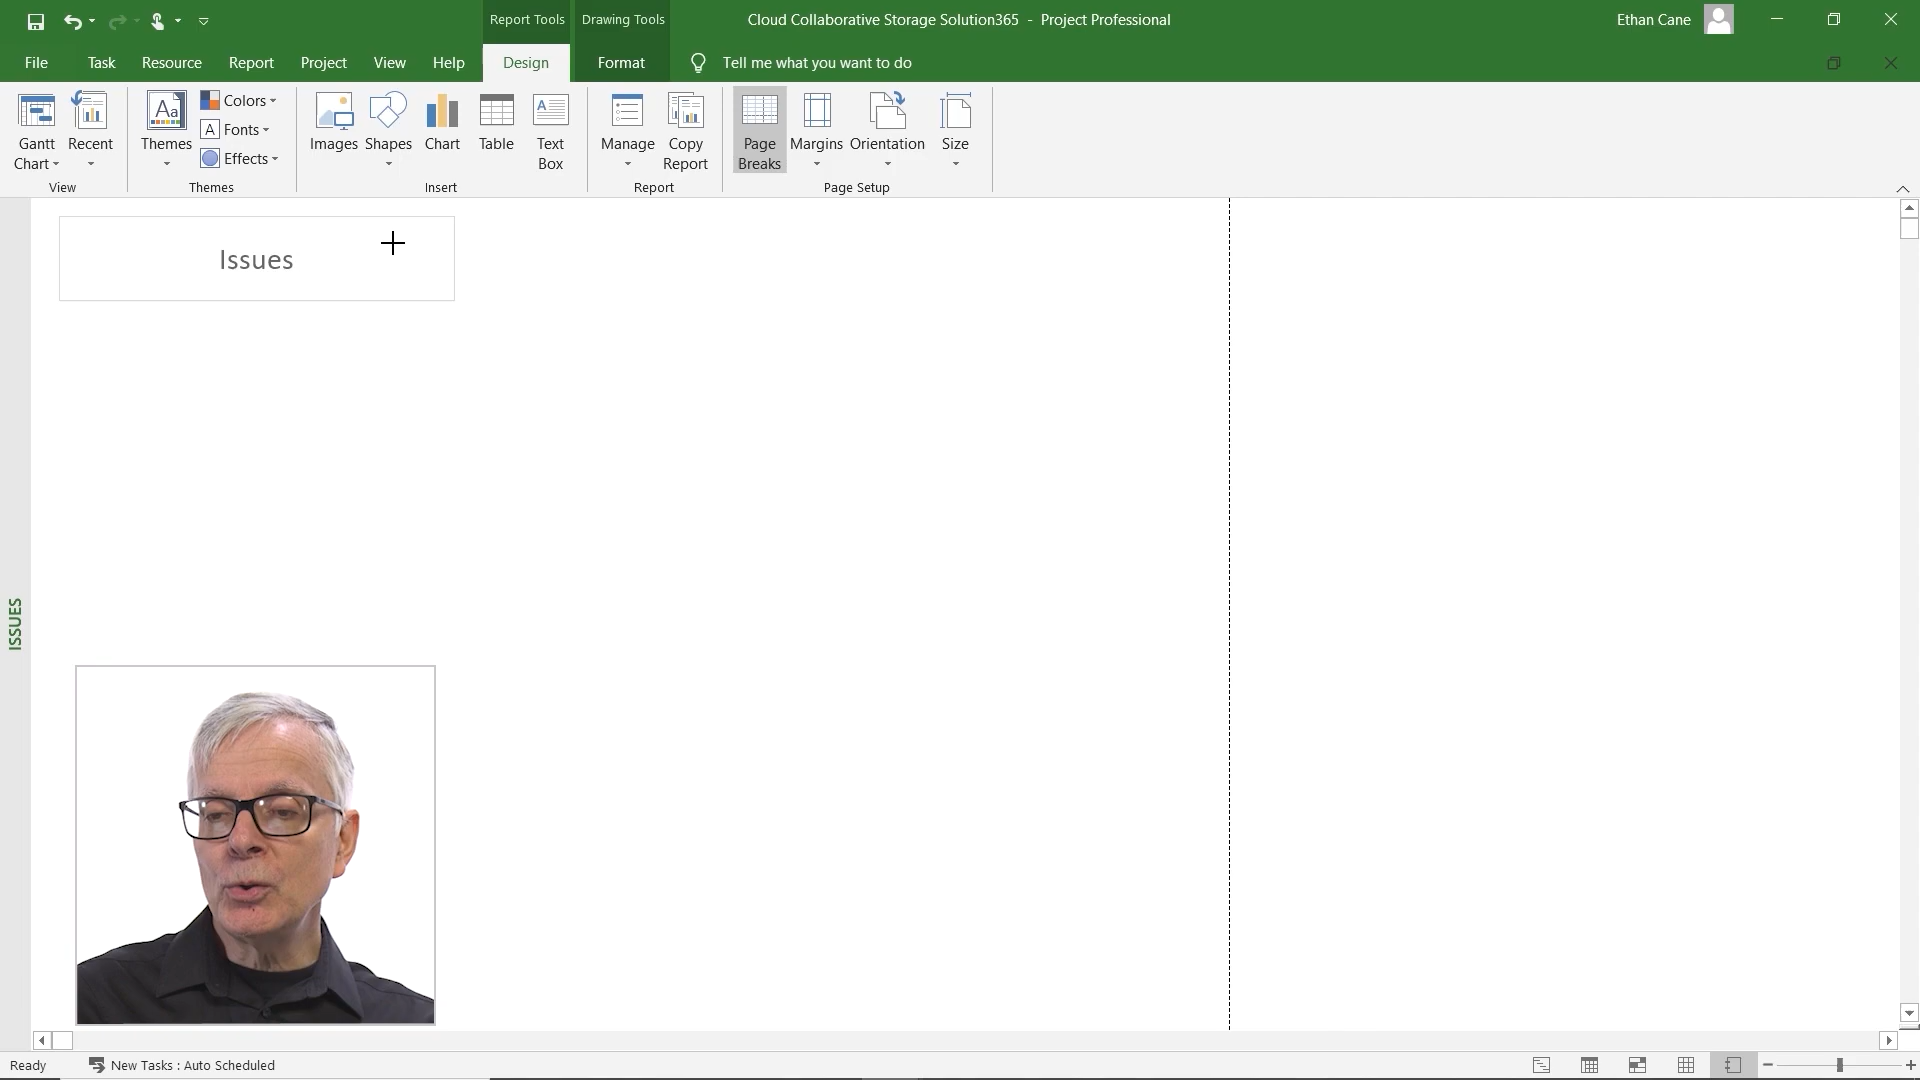 Report Tools
Drawing Tools
Cloud Collaborative Storage Solution365 - Project Professional
Ethan Cane
File
Task
Resource
Report
Project
View
Help
Design
Format
Tell me what you want to do
Gantt
Chart
Recent
View
Aa
Themes
Colors
A Fonts
Effects
Themes
Images
Shapes
Chart
Table
A
Text
Box
Insert
Manage
Copy
Report
Report
Page
Breaks
Margins
Orientation
Size
Page Setup
Issues
ISSUES
Ready
New Tasks : Auto Scheduled